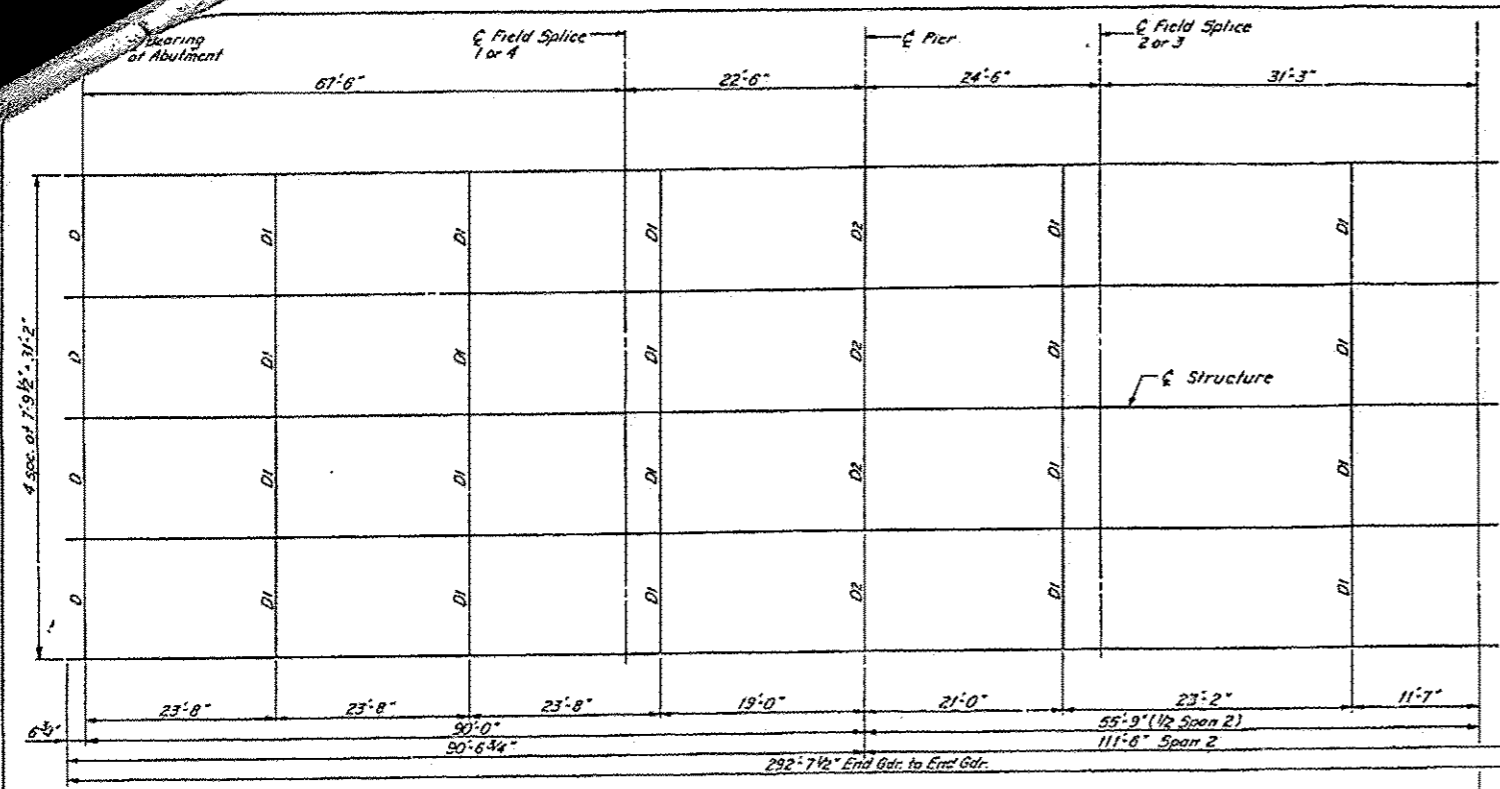 Bearing
at Abutment
℄ Field Splice
1 or 4
℄ Pier
℄ Field Splice
2 or 3
67'-6"
22'-6"
24'-6"
31'-3"
4 spc. at 7'-9½" = 31'-2"
D
D1
D1
D1
D2
D1
D1
D
D1
D1
D1
D2
D1
D1
℄ Structure
D
D1
D1
D1
D2
D1
D1
D
D1
D1
D1
D2
D1
D1
23'-8"
23'-8"
23'-8"
19'-0"
21'-0"
23'-2"
11'-7"
6¾"
90'-0"
55'-9" (1/2 Span 2)
90'-6¾"
111'-6" Span 2
292'-7½" End Gdr. to End Gdr.